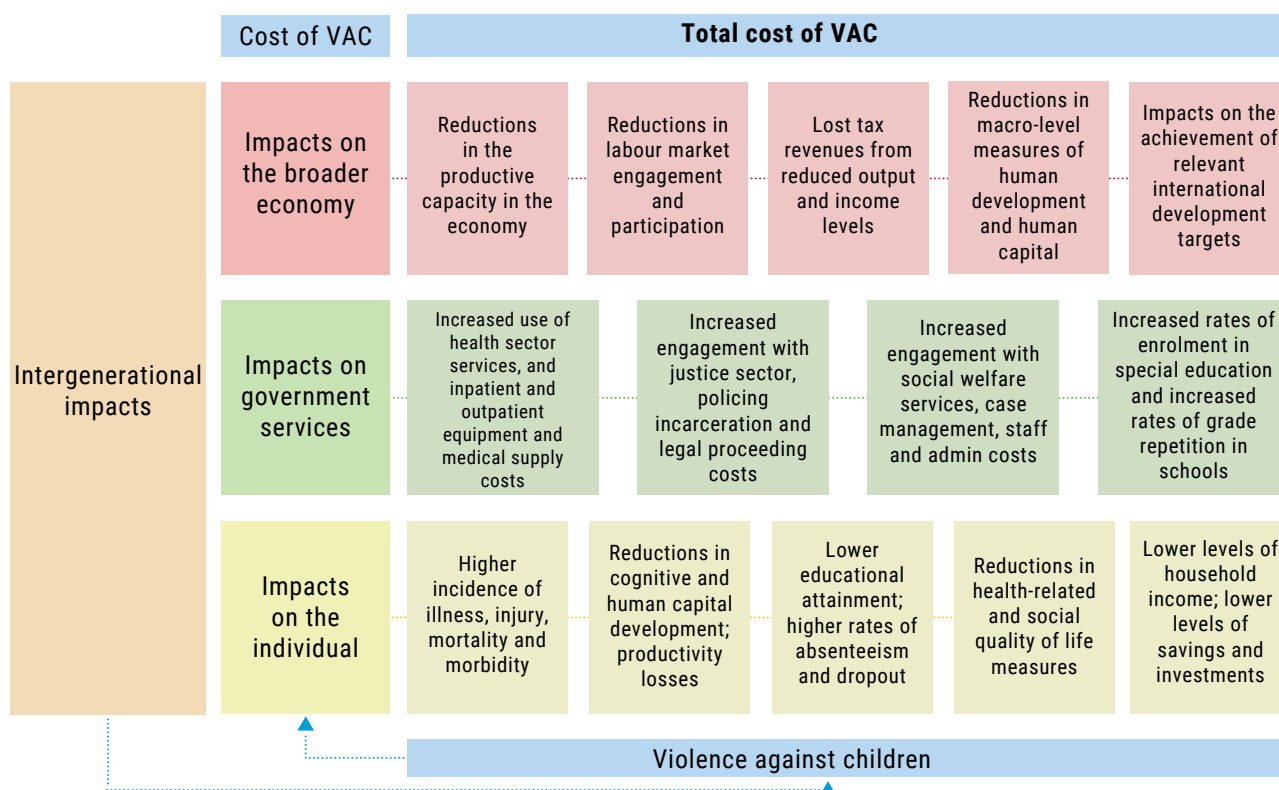 Cost of VAC
Total cost of VAC
Intergenerational
impacts
Impacts on
the broader
economy
Reductions
in the
productive
capacity in the
economy
Reductions in
labour market
engagement
and
participation
Lost tax
revenues from
reduced output
and income
levels
Reductions in
macro-level
measures of
human
development
and human
capital
Impacts on the
achievement of
relevant
international
development
targets
Impacts on
government
services
Increased use of
health sector
services, and
inpatient and
outpatient
equipment and
medical supply
costs
Increased
engagement with
justice sector,
policing
incarceration and
legal proceeding
costs
Increased
engagement with
social welfare
services, case
management, staff
and admin costs
Increased rates of
enrolment in
special education
and increased
rates of grade
repetition in
schools
Impacts
on the
individual
Higher
incidence of
illness, injury,
mortality and
morbidity
Reductions in
cognitive and
human capital
development;
productivity
losses
Lower
educational
attainment;
higher rates of
absenteeism
and dropout
Reductions in
health-related
and social
quality of life
measures
Lower levels of
household
income; lower
levels of
savings and
investments
Violence against children